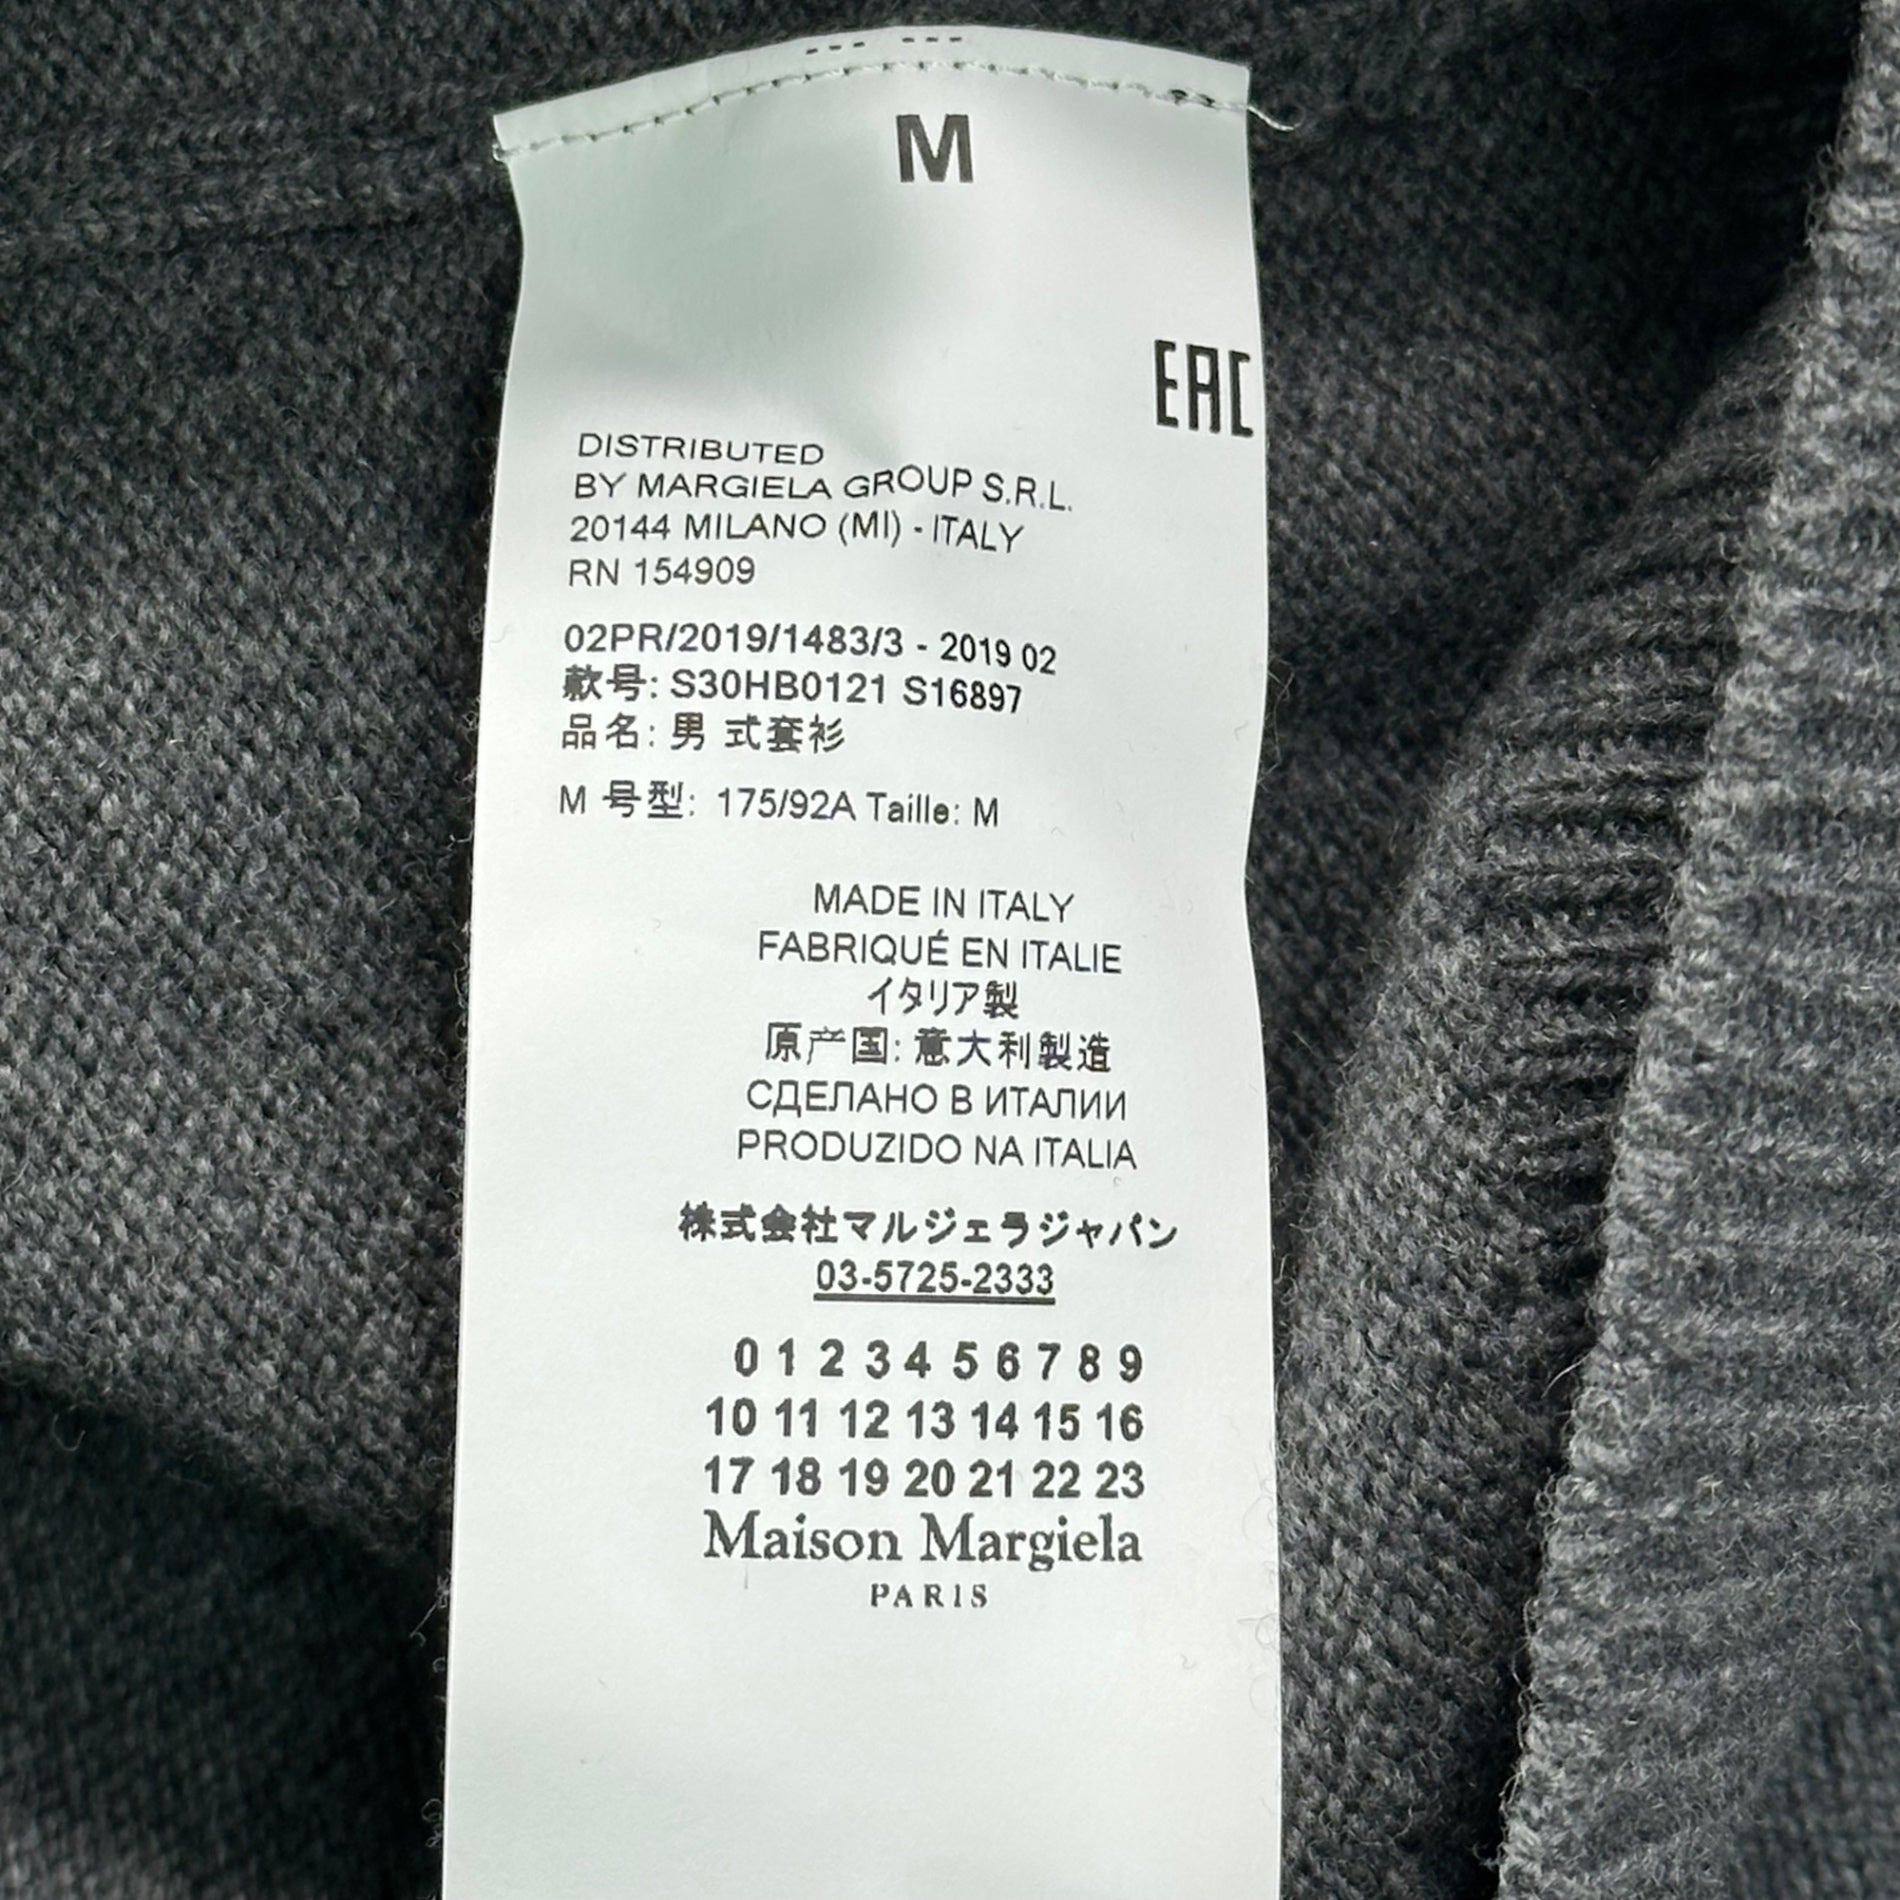 M
EAC
DISTRIBUTED
BY MARGIELA GROUP S.R.L.
20144 MILANO (MI) - ITALY
RN 154909
02PR/2019/1483/3 - 2019 02
款号: S30HB0121 S16897
品名: 男 式套衫
M 号型: 175/92A Taille: M
MADE IN ITALY
FABRIQUÉ EN ITALIE
イタリア製
原产国: 意大利製造
СДЕЛАНО В ИТАЛИИ
PRODUZIDO NA ITALIA
株式会社マルジェラジャパン
03-5725-2333
0 1 2 3 4 5 6 7 8 9
10 11 12 13 14 15 16
17 18 19 20 21 22 23
Maison Margiela
PARIS